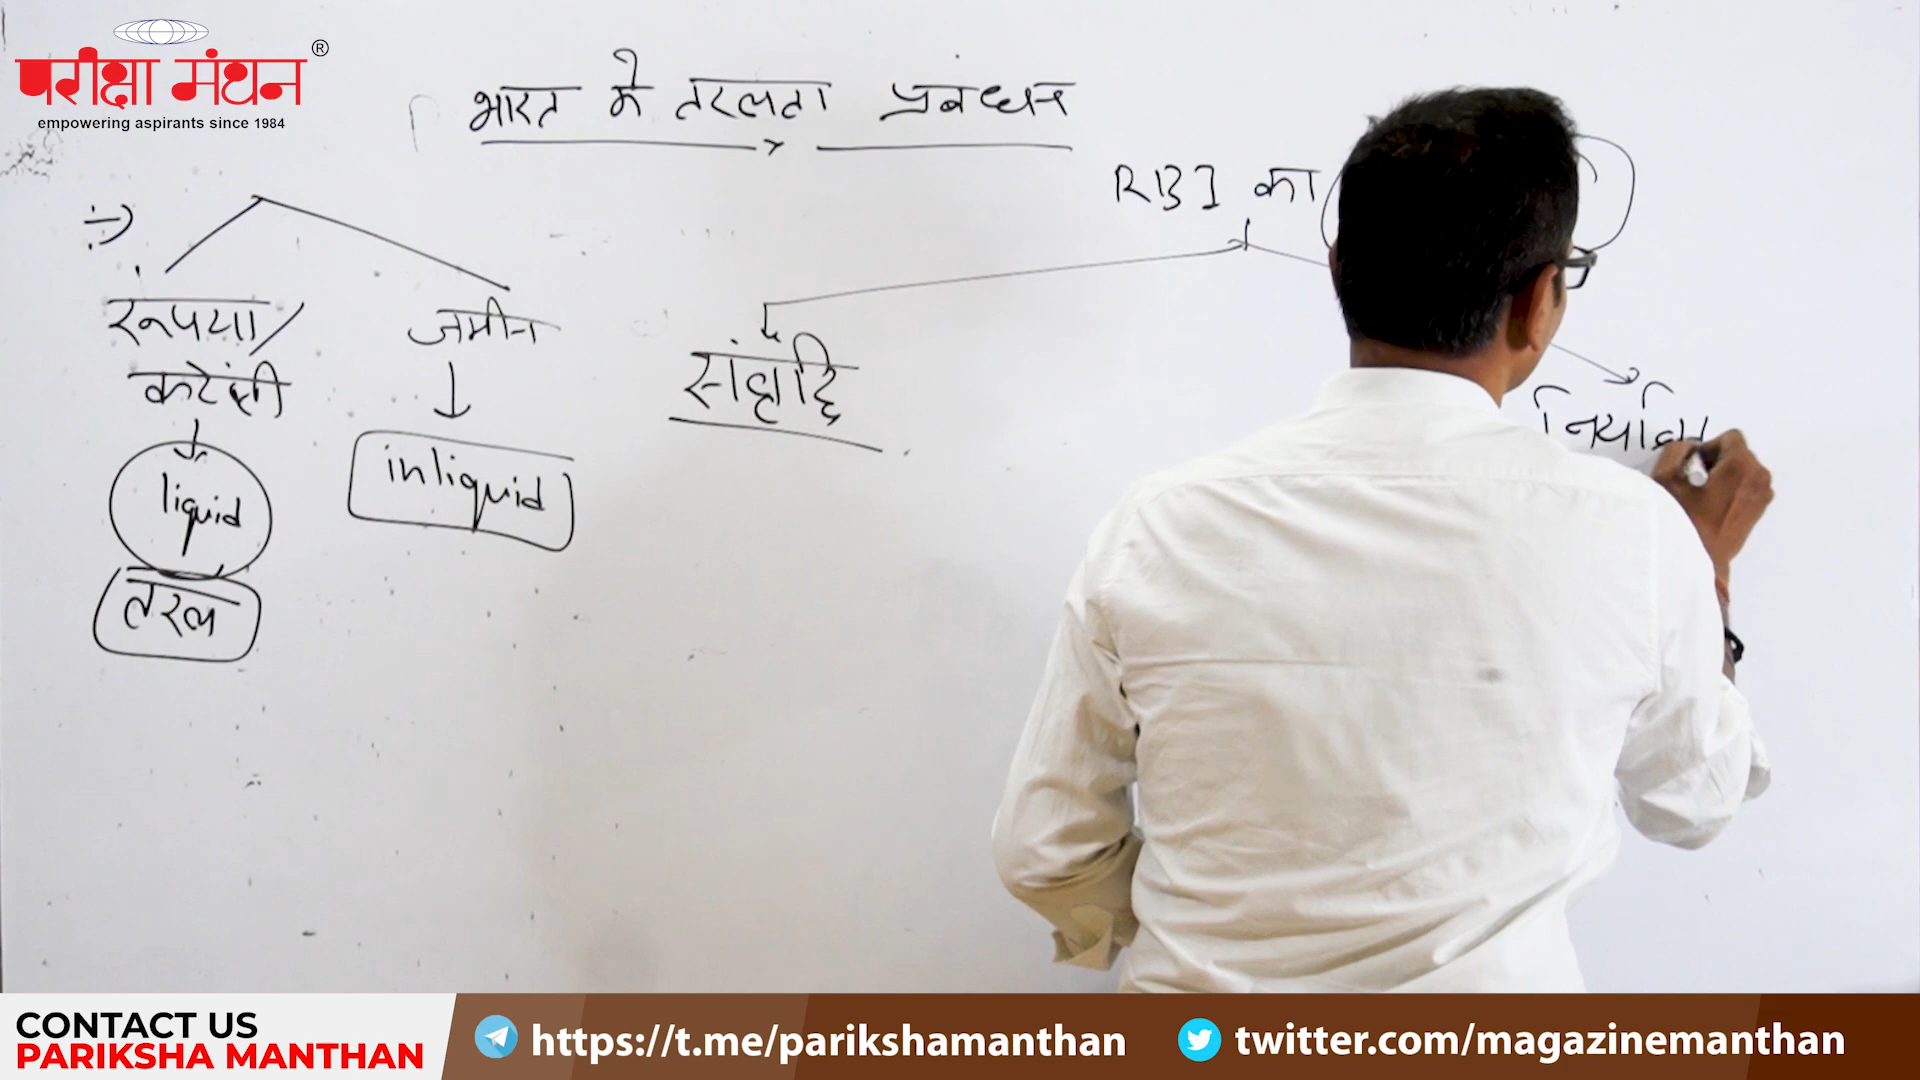 परीक्षा मंथन ®
empowering aspirants since 1984
भारत में तरलता प्रबंधन
RBI का
रूपया/
करेंसी
जमीन
liquid
inliquid
तरल
CONTACT US
PARIKSHA MANTHAN
https://t.me/parikshamanthan
twitter.com/magazinemanthan